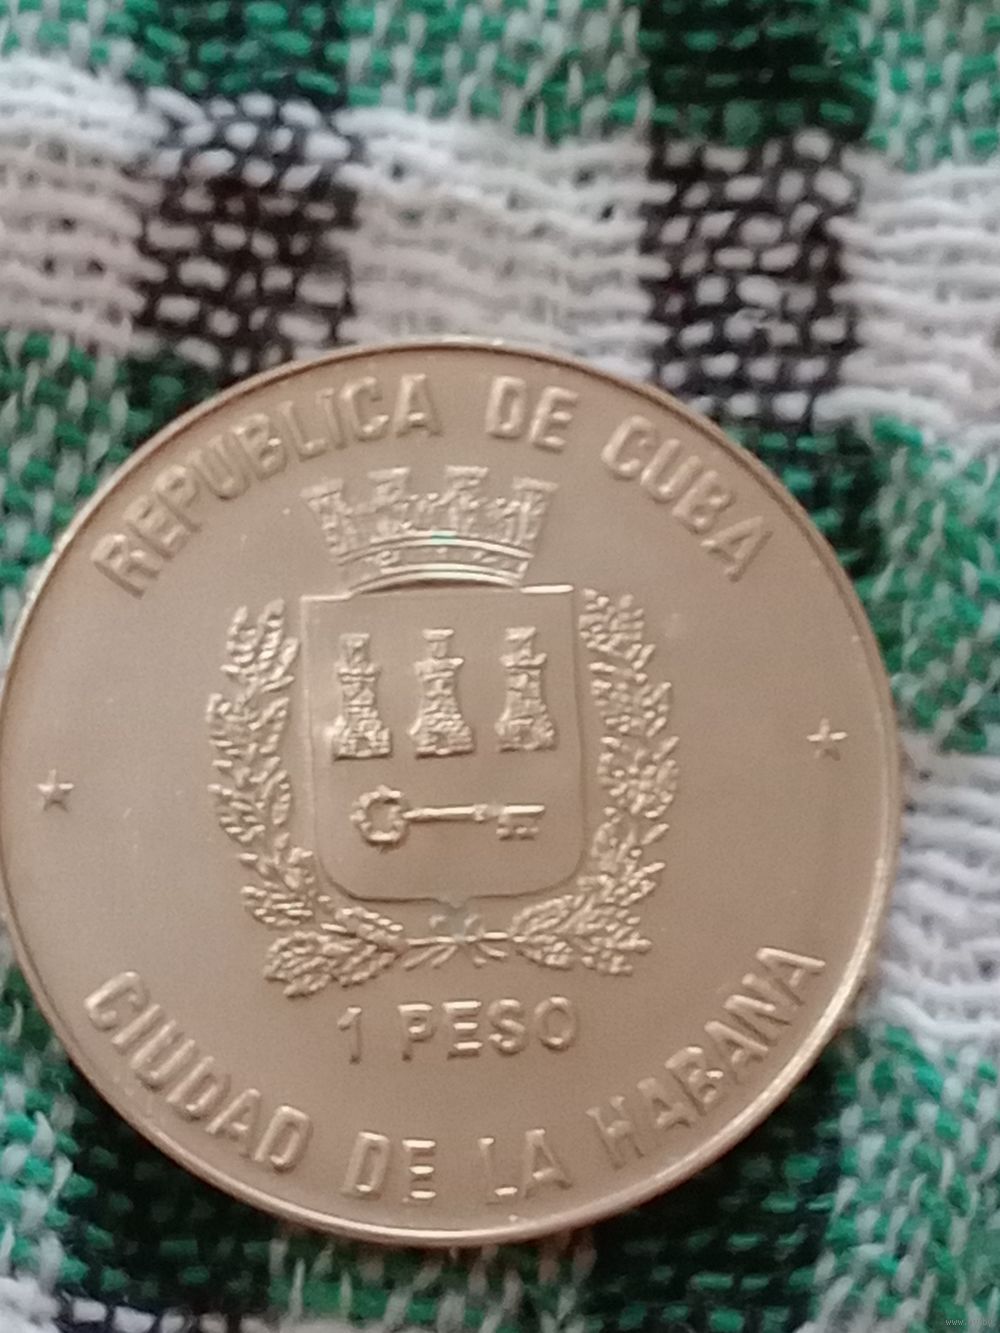 REPUBLICA DE CUBA
1 PESO
CIUDAD DE LA HABANA